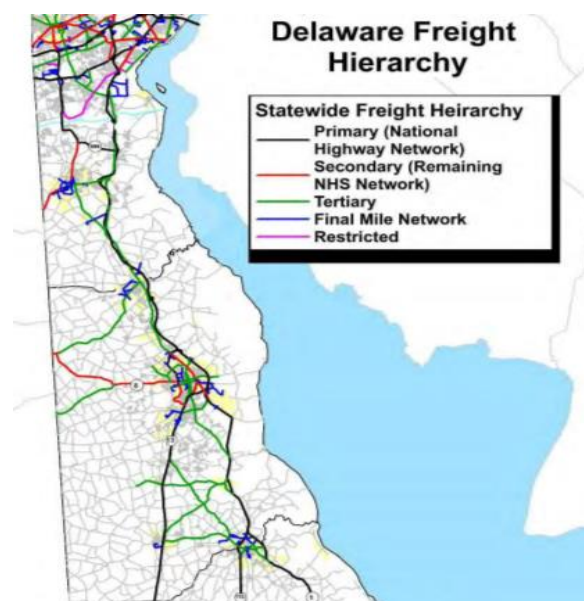 Delaware Freight
Hierarchy
Statewide Freight Heirarchy
Primary (National
Highway Network)
Secondary (Remaining
NHS Network)
Tertiary
Final Mile Network
Restricted
8